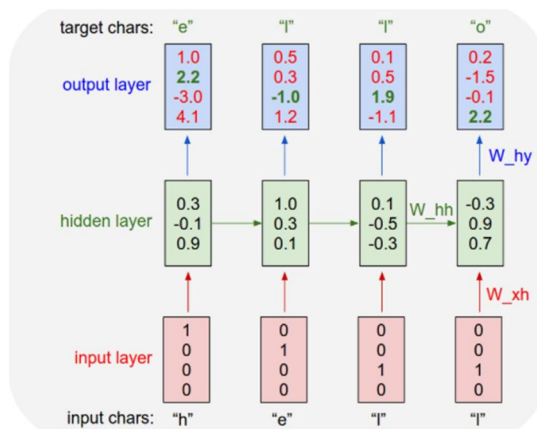 target chars: “e” “l” “l” “o”
output layer
1.0 0.5 0.1 0.2
2.2 0.3 0.5 -1.5
-3.0 -1.0 1.9 -0.1
4.1 1.2 -1.1 2.2
W_hy
hidden layer
0.3 1.0 0.1 -0.3
-0.1 0.3 -0.5 0.9
0.9 0.1 -0.3 0.7
W_hh
W_xh
input layer
1 0 0 0
0 1 0 0
0 0 1 1
0 0 0 0
input chars: “h” “e” “l” “l”